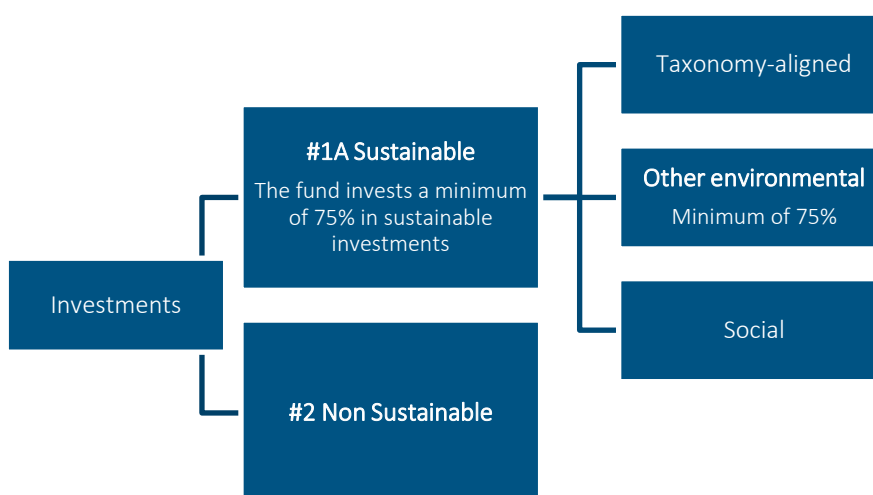 Investments
#1A Sustainable
The fund invests a minimum
of 75% in sustainable
investments
#2 Non Sustainable
Taxonomy-aligned
Other environmental
Minimum of 75%
Social